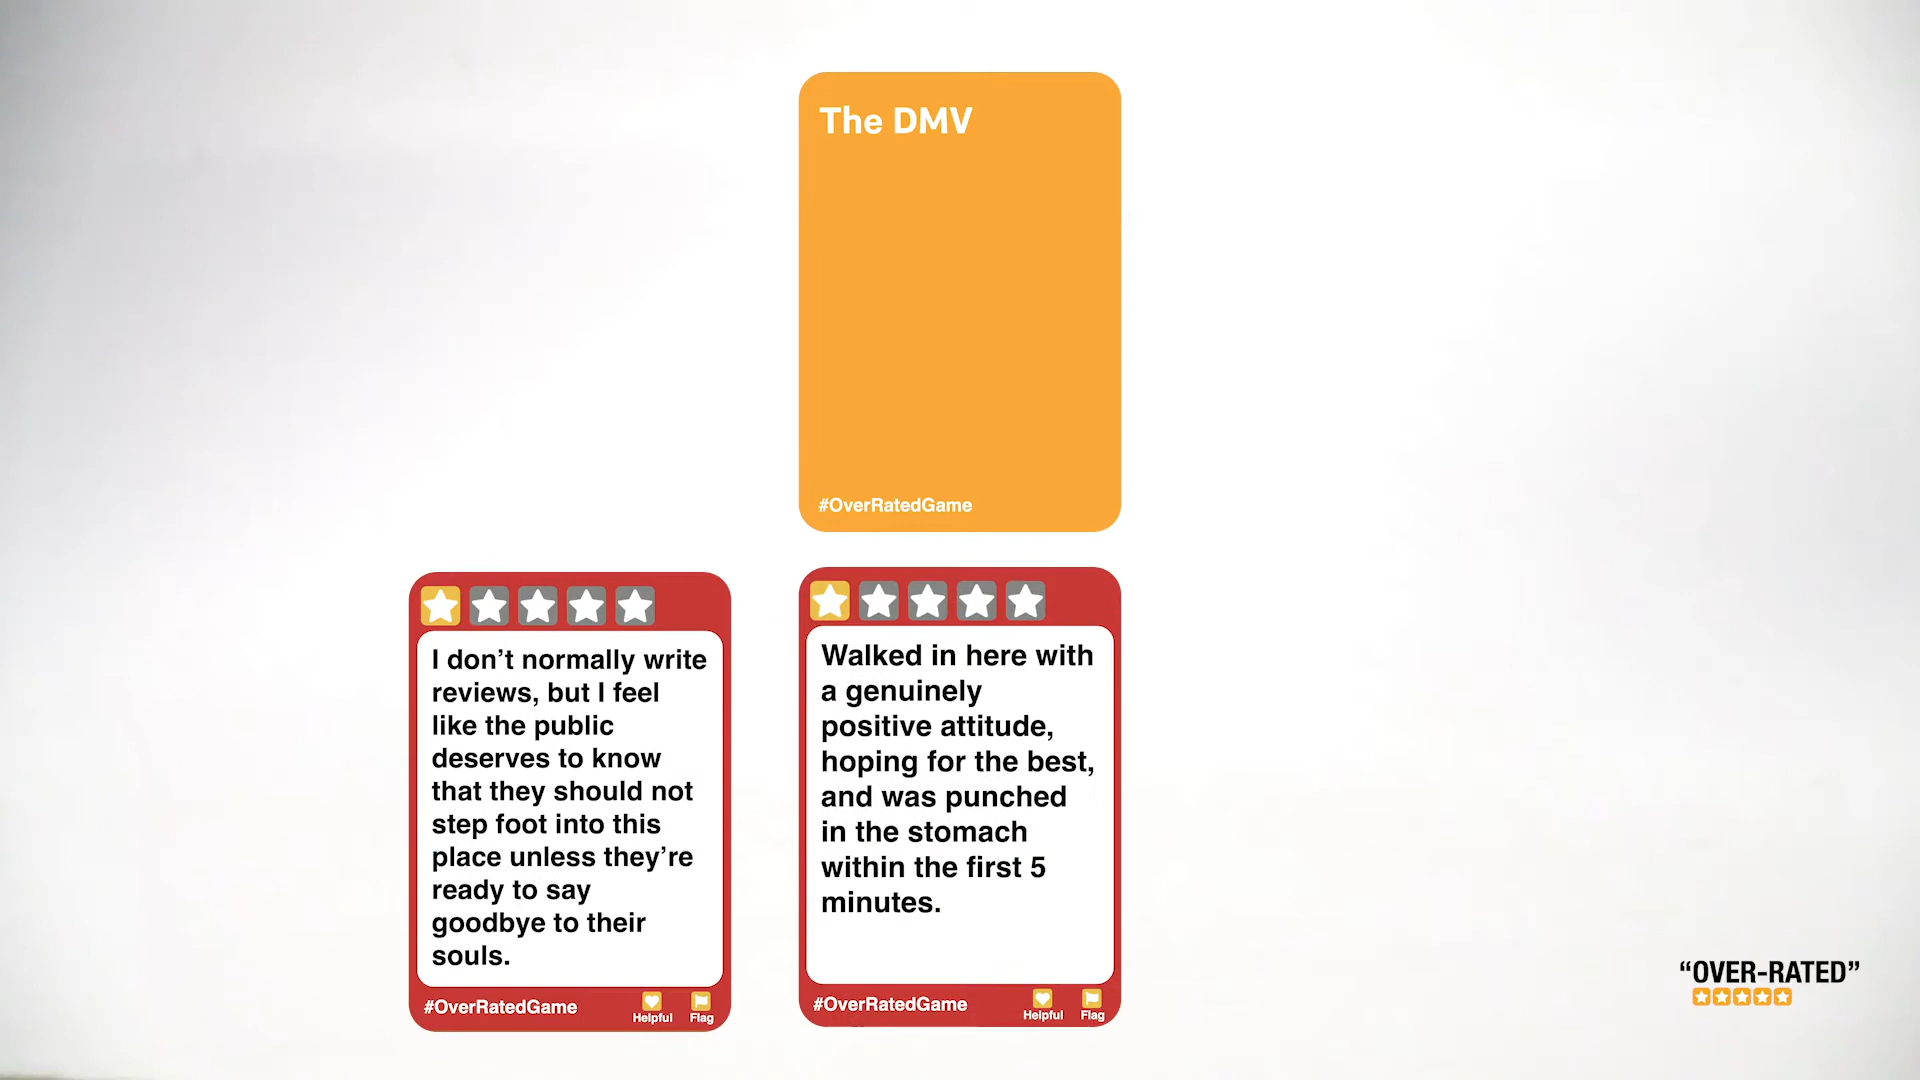 The DMV
#OverRatedGame
I don’t normally write
reviews, but I feel
like the public
deserves to know
that they should not
step foot into this
place unless they’re
ready to say
goodbye to their
souls.
#OverRatedGame
Helpful
Flag
Walked in here with
a genuinely
positive attitude,
hoping for the best,
and was punched
in the stomach
within the first 5
minutes.
#OverRatedGame
Helpful
Flag
“OVER-RATED”